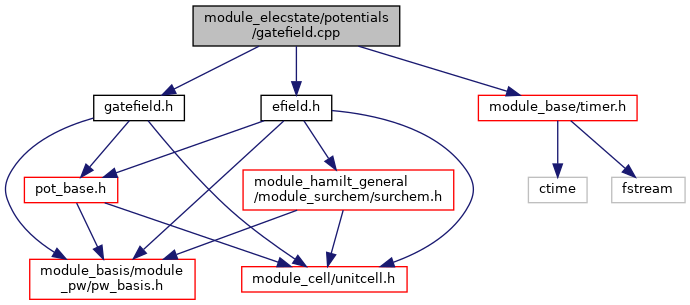 module_elecstate/potentials
/gatefield.cpp
gatefield.h
efield.h
module_base/timer.h
pot_base.h
module_hamilt_general
/module_surchem/surchem.h
ctime
fstream
module_basis/module
_pw/pw_basis.h
module_cell/unitcell.h